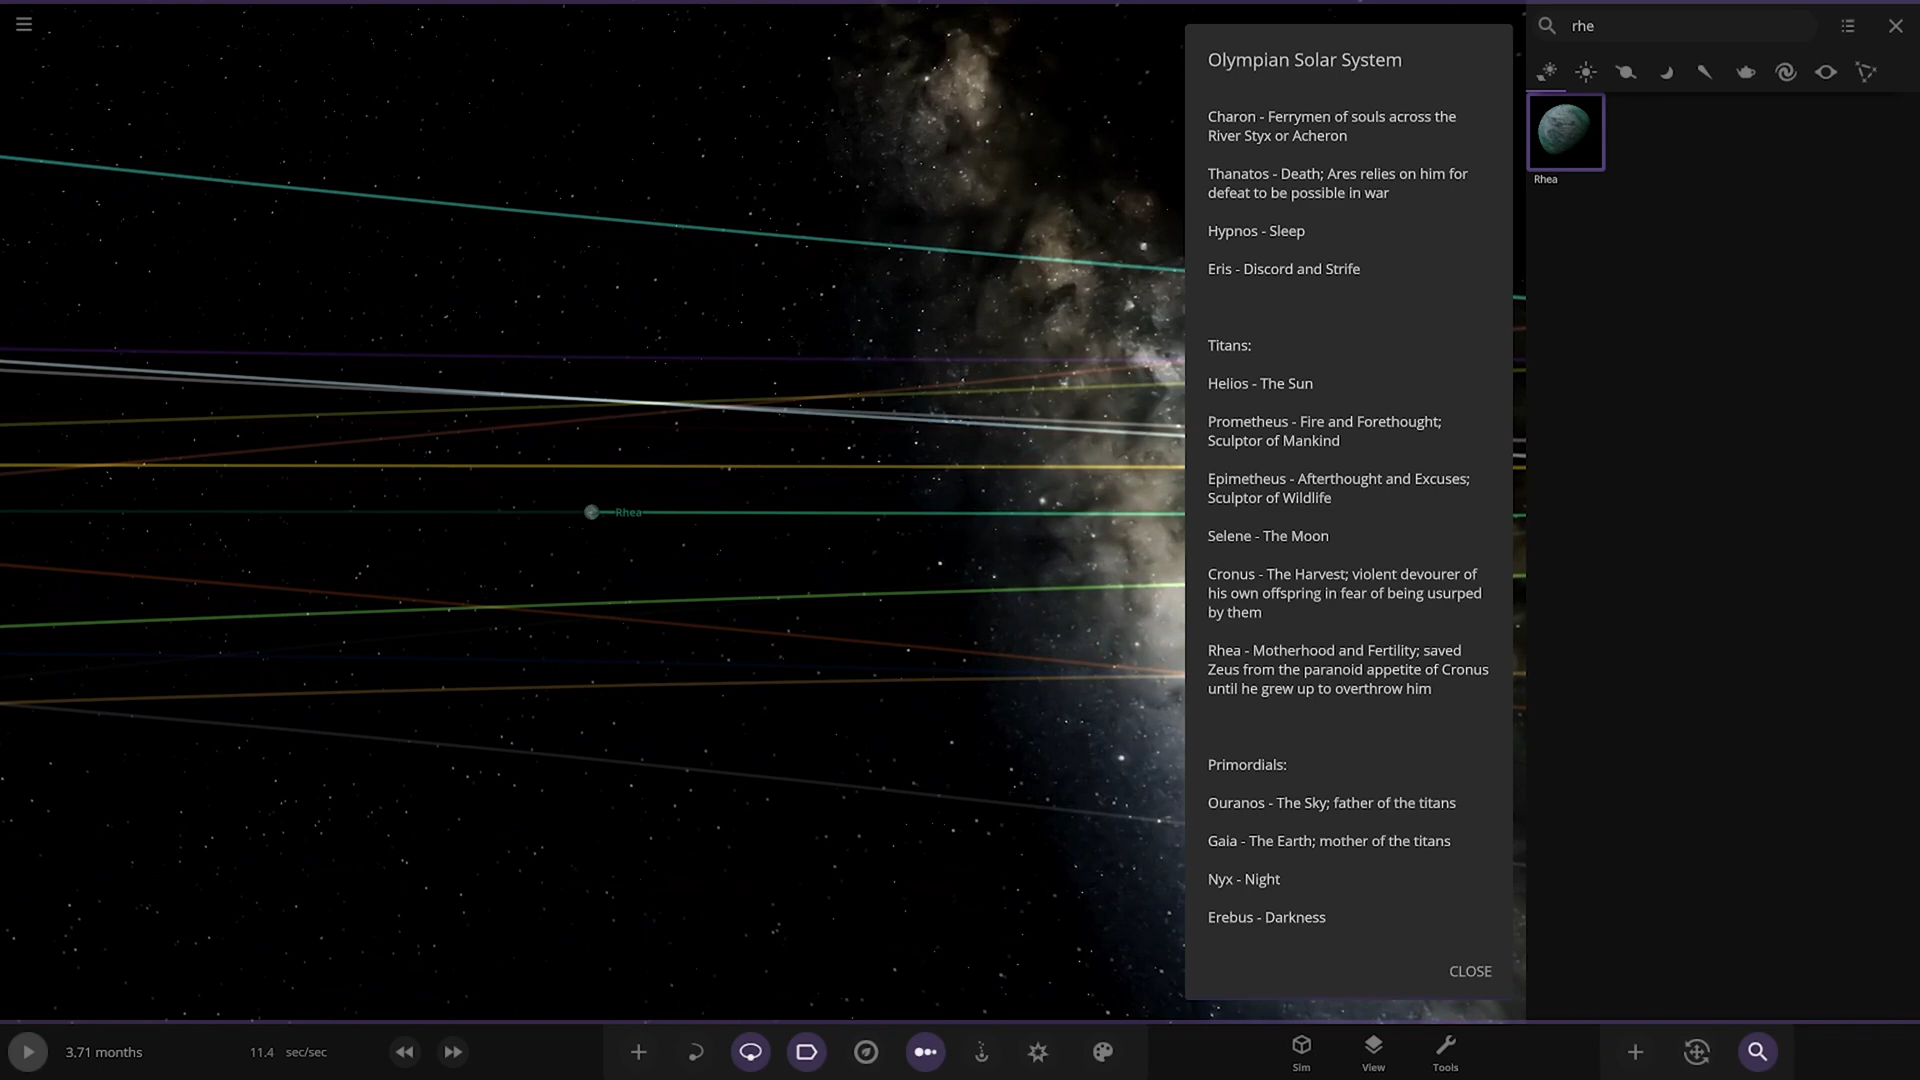 rhe
Olympian Solar System
Charon - Ferrymen of souls across the
River Styx or Acheron
Thanatos - Death; Ares relies on him for
defeat to be possible in war
Hypnos - Sleep
Eris - Discord and Strife
Titans:
Helios - The Sun
Prometheus - Fire and Forethought;
Sculptor of Mankind
Epimetheus - Afterthought and Excuses;
Sculptor of Wildlife
Selene - The Moon
Cronus - The Harvest; violent devourer of
his own offspring in fear of being usurped
by them
Rhea - Motherhood and Fertility; saved
Zeus from the paranoid appetite of Cronus
until he grew up to overthrow him
Primordials:
Ouranos - The Sky; father of the titans
Gaia - The Earth; mother of the titans
Nyx - Night
Erebus - Darkness
CLOSE
Rhea
Rhea
3.71 months
11.4 sec/sec
Sim
View
Tools